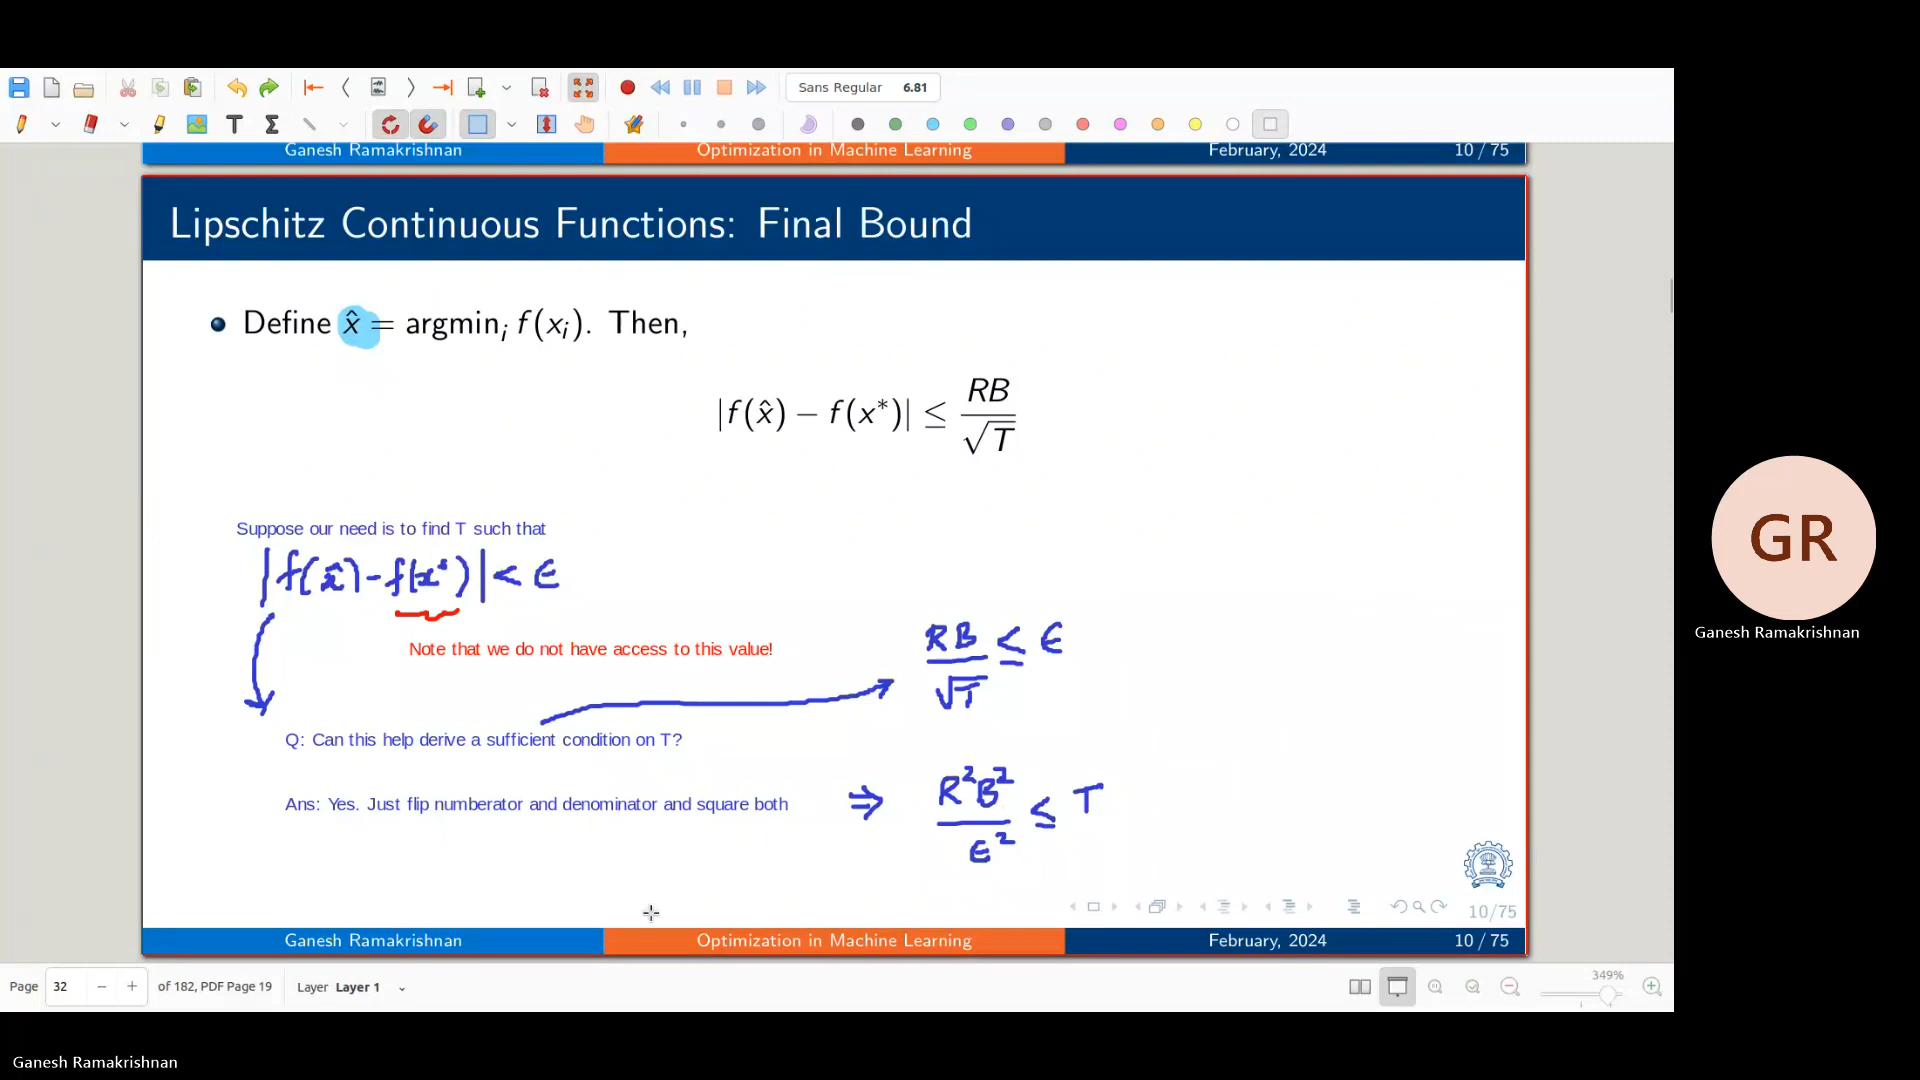 Sans Regular 6.81
Ganesh Ramakrishnan Optimization in Machine Learning February, 2024 10 / 75
Lipschitz Continuous Functions: Final Bound
Define x̂ = argminᵢ f(xᵢ). Then,
|f(x̂) − f(x*)| ≤ RB/√T
Suppose our need is to find T such that
|f(x̂) - f(x*)| < ϵ
Note that we do not have access to this value!
RB/√T ≤ ϵ
Q: Can this help derive a sufficient condition on T?
Ans: Yes. Just flip numberator and denominator and square both ⇒ R²B²/ϵ² ≤ T
10/75
Ganesh Ramakrishnan Optimization in Machine Learning February, 2024 10 / 75
Page 32 of 182, PDF Page 19 Layer Layer 1 349%
GR
Ganesh Ramakrishnan
Ganesh Ramakrishnan